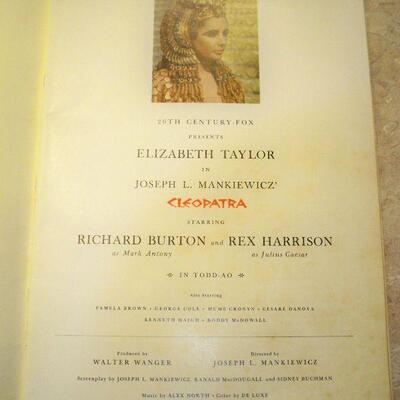 20TH CENTURY-FOX
PRESENTS
ELIZABETH TAYLOR
IN
JOSEPH L. MANKIEWICZ'
CLEOPATRA
STARRING
RICHARD BURTON and REX HARRISON
as Mark Antony as Julius Caesar
IN TODD-AO
Also Starring
PAMELA BROWN • GEORGE COLE • HUME CRONYN • CESARE DANOVA
KENNETH HAIGH • RODDY McDOWALL
Produced by Directed by
WALTER WANGER JOSEPH L. MANKIEWICZ
Screenplay by JOSEPH L. MANKIEWICZ, RANALD MacDOUGALL and SIDNEY BUCHMAN
Music by ALEX NORTH • Color by DE LUXE